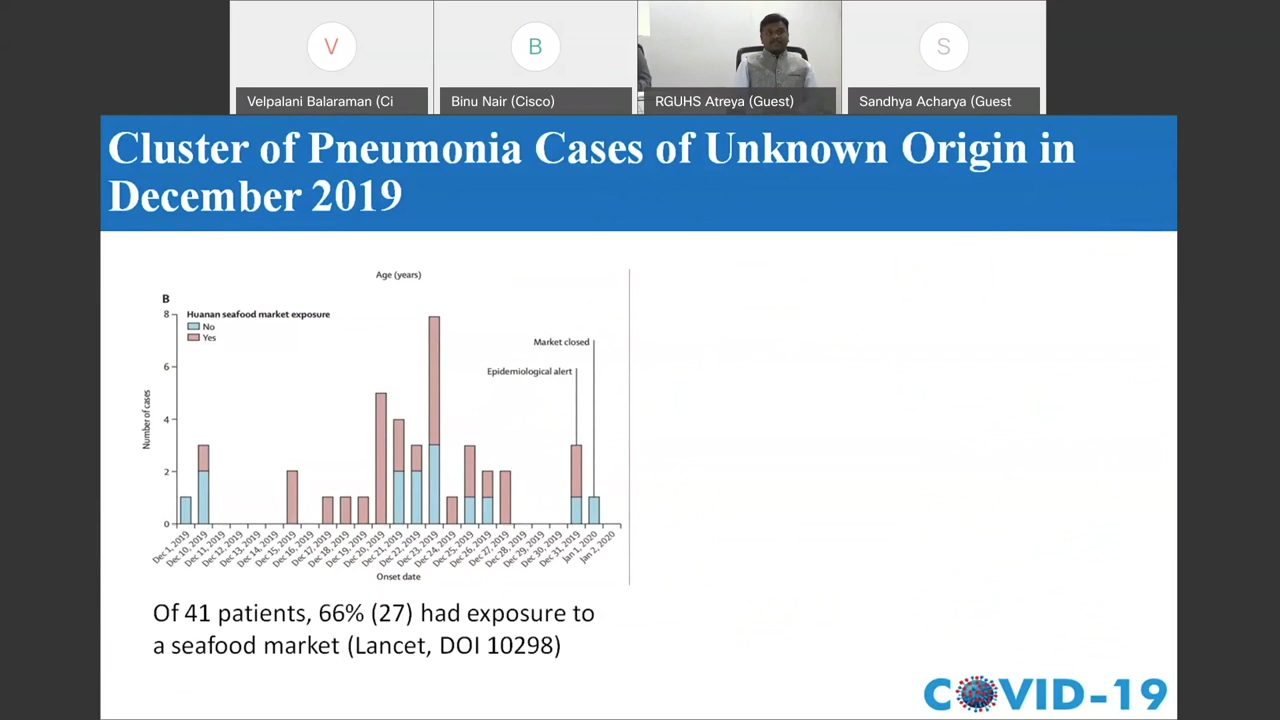 V
B
S
Velpalani Balaraman (Ci
Binu Nair (Cisco)
RGUHS Atreya (Guest)
Sandhya Acharya (Guest
Cluster of Pneumonia Cases of Unknown Origin in
December 2019
Age (years)
B
Huanan seafood market exposure
No
Yes
Market closed
Epidemiological alert
Number of cases
8
6
4
2
0
Dec 1, 2019
Dec 10, 2019
Dec 11, 2019
Dec 12, 2019
Dec 13, 2019
Dec 14, 2019
Dec 15, 2019
Dec 16, 2019
Dec 17, 2019
Dec 18, 2019
Dec 19, 2019
Dec 20, 2019
Dec 21, 2019
Dec 22, 2019
Dec 23, 2019
Dec 24, 2019
Dec 25, 2019
Dec 26, 2019
Dec 27, 2019
Dec 28, 2019
Dec 29, 2019
Dec 30, 2019
Dec 31, 2019
Jan 1, 2020
Jan 2, 2020
Onset date
Of 41 patients, 66% (27) had exposure to
a seafood market (Lancet, DOI 10298)
COVID-19